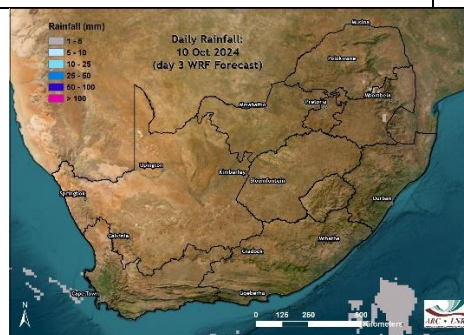 Rainfall (mm)
1 - 5
5 - 10
10 - 25
25 - 50
50 - 100
> 100
Daily Rainfall:
10 Oct 2024
(day 3 WRF Forecast)
Musina
Polokwane
Mbombela
Pretoria
Mahikeng
Upington
Kimberley
Bloemfontein
Springbok
Durban
Calvinia
Cradock
Mthatha
Cape Town
Gqeberha
N
0 125 250 500
Kilometers
ARC • LNR